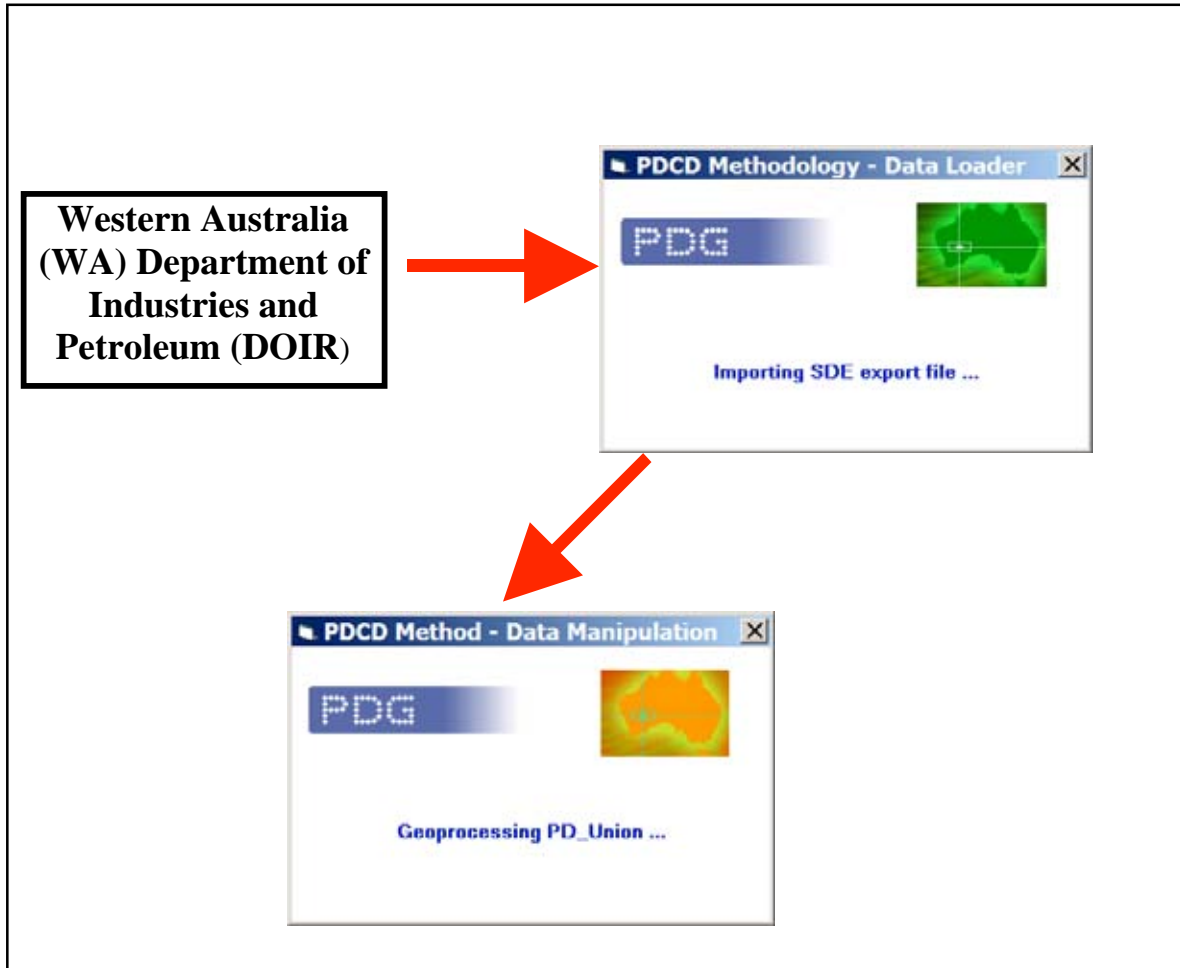 Western Australia
(WA) Department of
Industries and
Petroleum (DOIR)
PDCD Methodology - Data Loader
PDG
Importing SDE export file ...
PDCD Method - Data Manipulation
PDG
Geoprocessing PD_Union ...